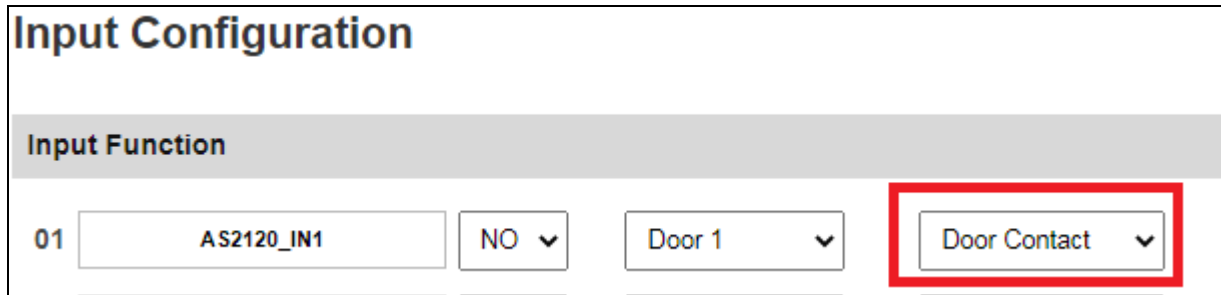 Input Configuration
Input Function
01 AS2120_IN1 NO Door 1 Door Contact